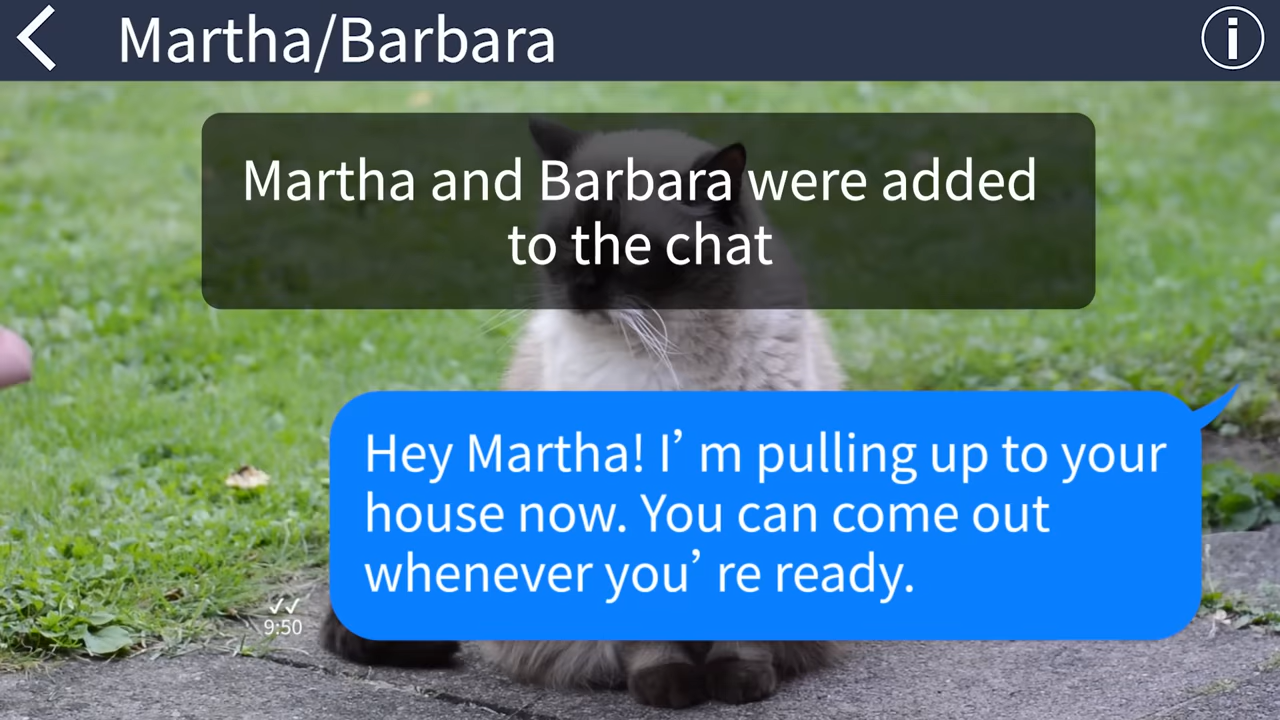 Martha/Barbara
Martha and Barbara were added
to the chat
Hey Martha! I’ m pulling up to your
house now. You can come out
whenever you’ re ready.
9:50